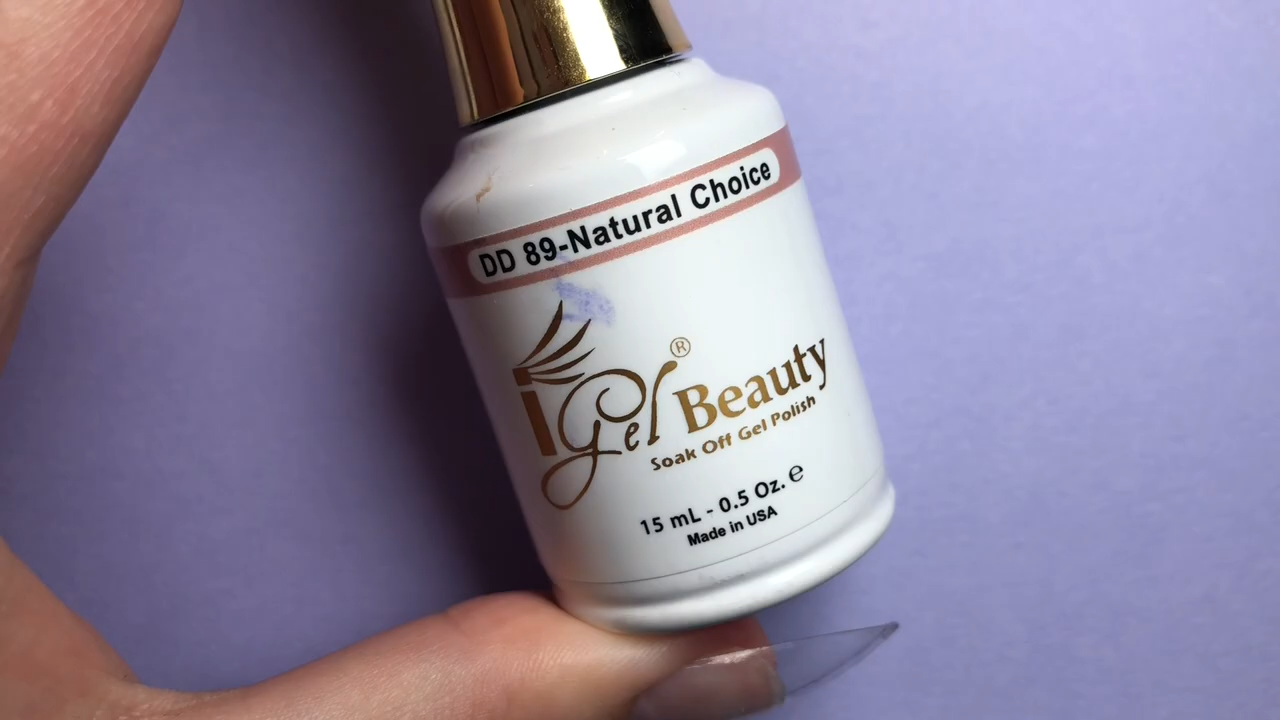 DD 89-Natural Choice
iGel® Beauty
Soak Off Gel Polish
15 mL - 0.5 Oz. ℮
Made in USA